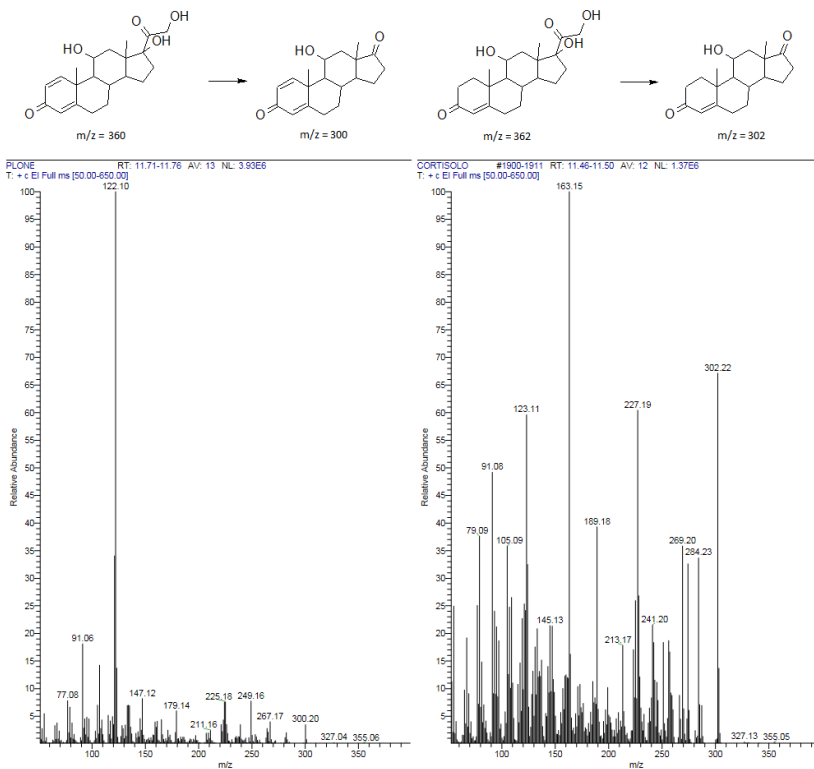 O
OH
HO
OH
O
m/z = 360
HO
O
O
m/z = 300
O
OH
HO
OH
O
m/z = 362
HO
O
O
m/z = 302
PLONE RT: 11.71-11.76 AV: 13 NL: 3.93E6
T: + c EI Full ms [50.00-650.00]
122.10
100
95
90
85
80
75
70
65
60
55
50
45
40
35
30
25
20
15
10
5
Relative Abundance
91.06
77.08
147.12
179.14
211.16
225.18
249.16
267.17
300.20
327.04
355.06
100
150
200
250
300
350
m/z
CORTISOLO #1900-1911 RT: 11.46-11.50 AV: 12 NL: 1.37E6
T: + c EI Full ms [50.00-650.00]
163.15
100
95
90
85
80
75
70
65
60
55
50
45
40
35
30
25
20
15
10
5
Relative Abundance
302.22
123.11
227.19
91.08
189.18
79.09
105.09
269.20
284.23
145.13
241.20
213.17
327.13
355.05
100
150
200
250
300
350
m/z